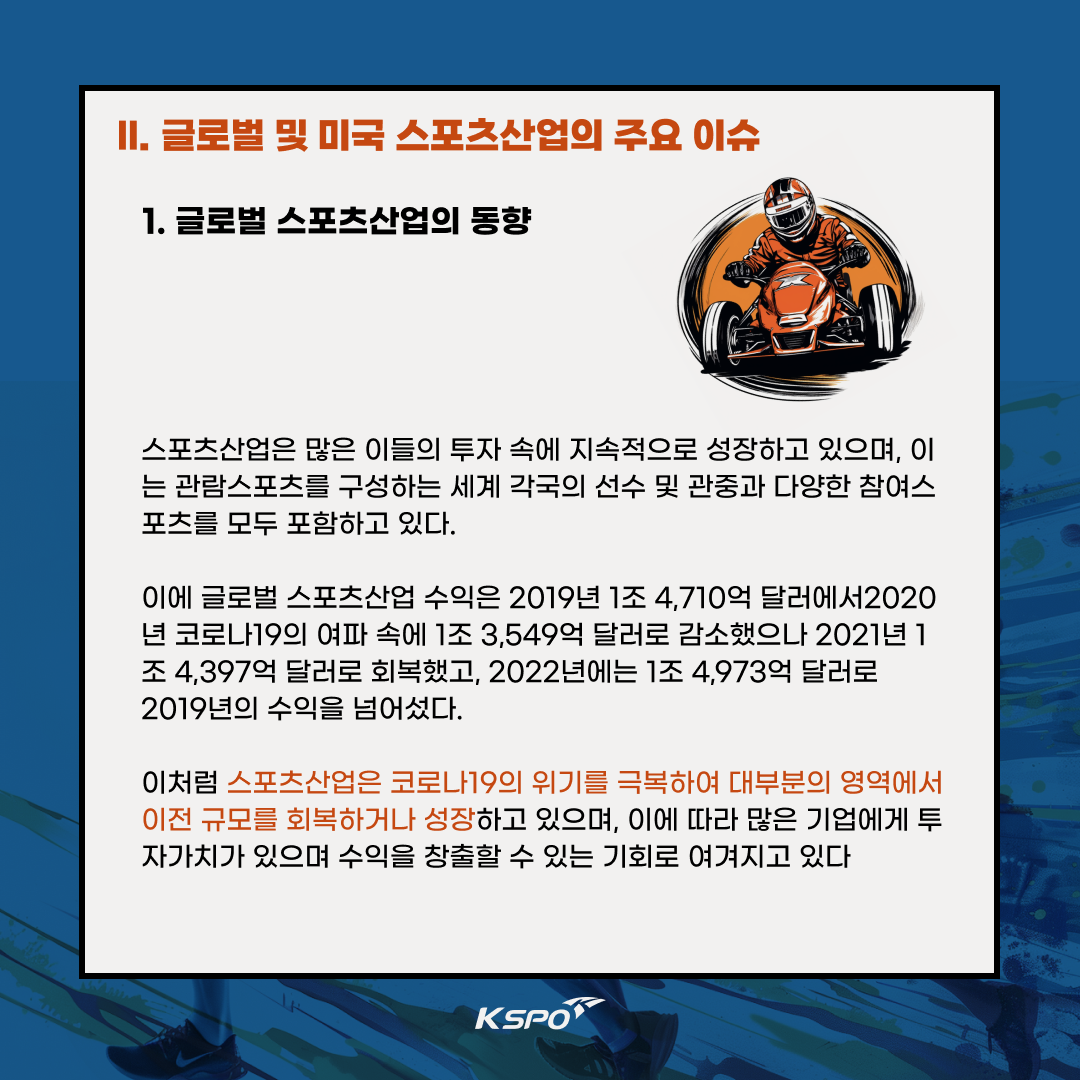 II. 글로벌 및 미국 스포츠산업의 주요 이슈
1. 글로벌 스포츠산업의 동향
스포츠산업은 많은 이들의 투자 속에 지속적으로 성장하고 있으며, 이
는 관람스포츠를 구성하는 세계 각국의 선수 및 관중과 다양한 참여스
포츠를 모두 포함하고 있다.
이에 글로벌 스포츠산업 수익은 2019년 1조 4,710억 달러에서2020
년 코로나19의 여파 속에 1조 3,549억 달러로 감소했으나 2021년 1
조 4,397억 달러로 회복했고, 2022년에는 1조 4,973억 달러로
2019년의 수익을 넘어섰다.
이처럼 스포츠산업은 코로나19의 위기를 극복하여 대부분의 영역에서
이전 규모를 회복하거나 성장하고 있으며, 이에 따라 많은 기업에게 투
자가치가 있으며 수익을 창출할 수 있는 기회로 여겨지고 있다
KSPO